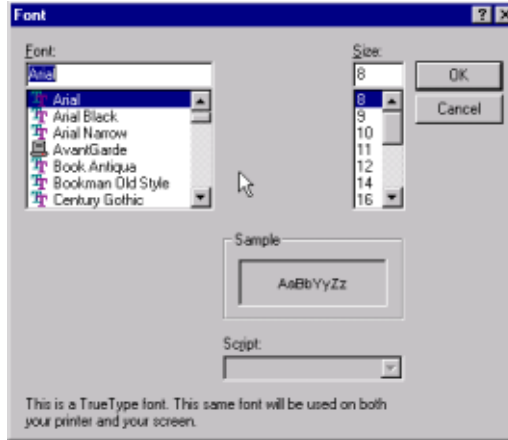 Font
Font:
Size:
Arial
8
OK
Arial
8
Cancel
Arial Black
9
Arial Narrow
10
AvantGarde
11
Book Antiqua
12
Bookman Old Style
14
Century Gothic
16
Sample
AaBbYyZz
Script:
This is a TrueType font. This same font will be used on both
your printer and your screen.